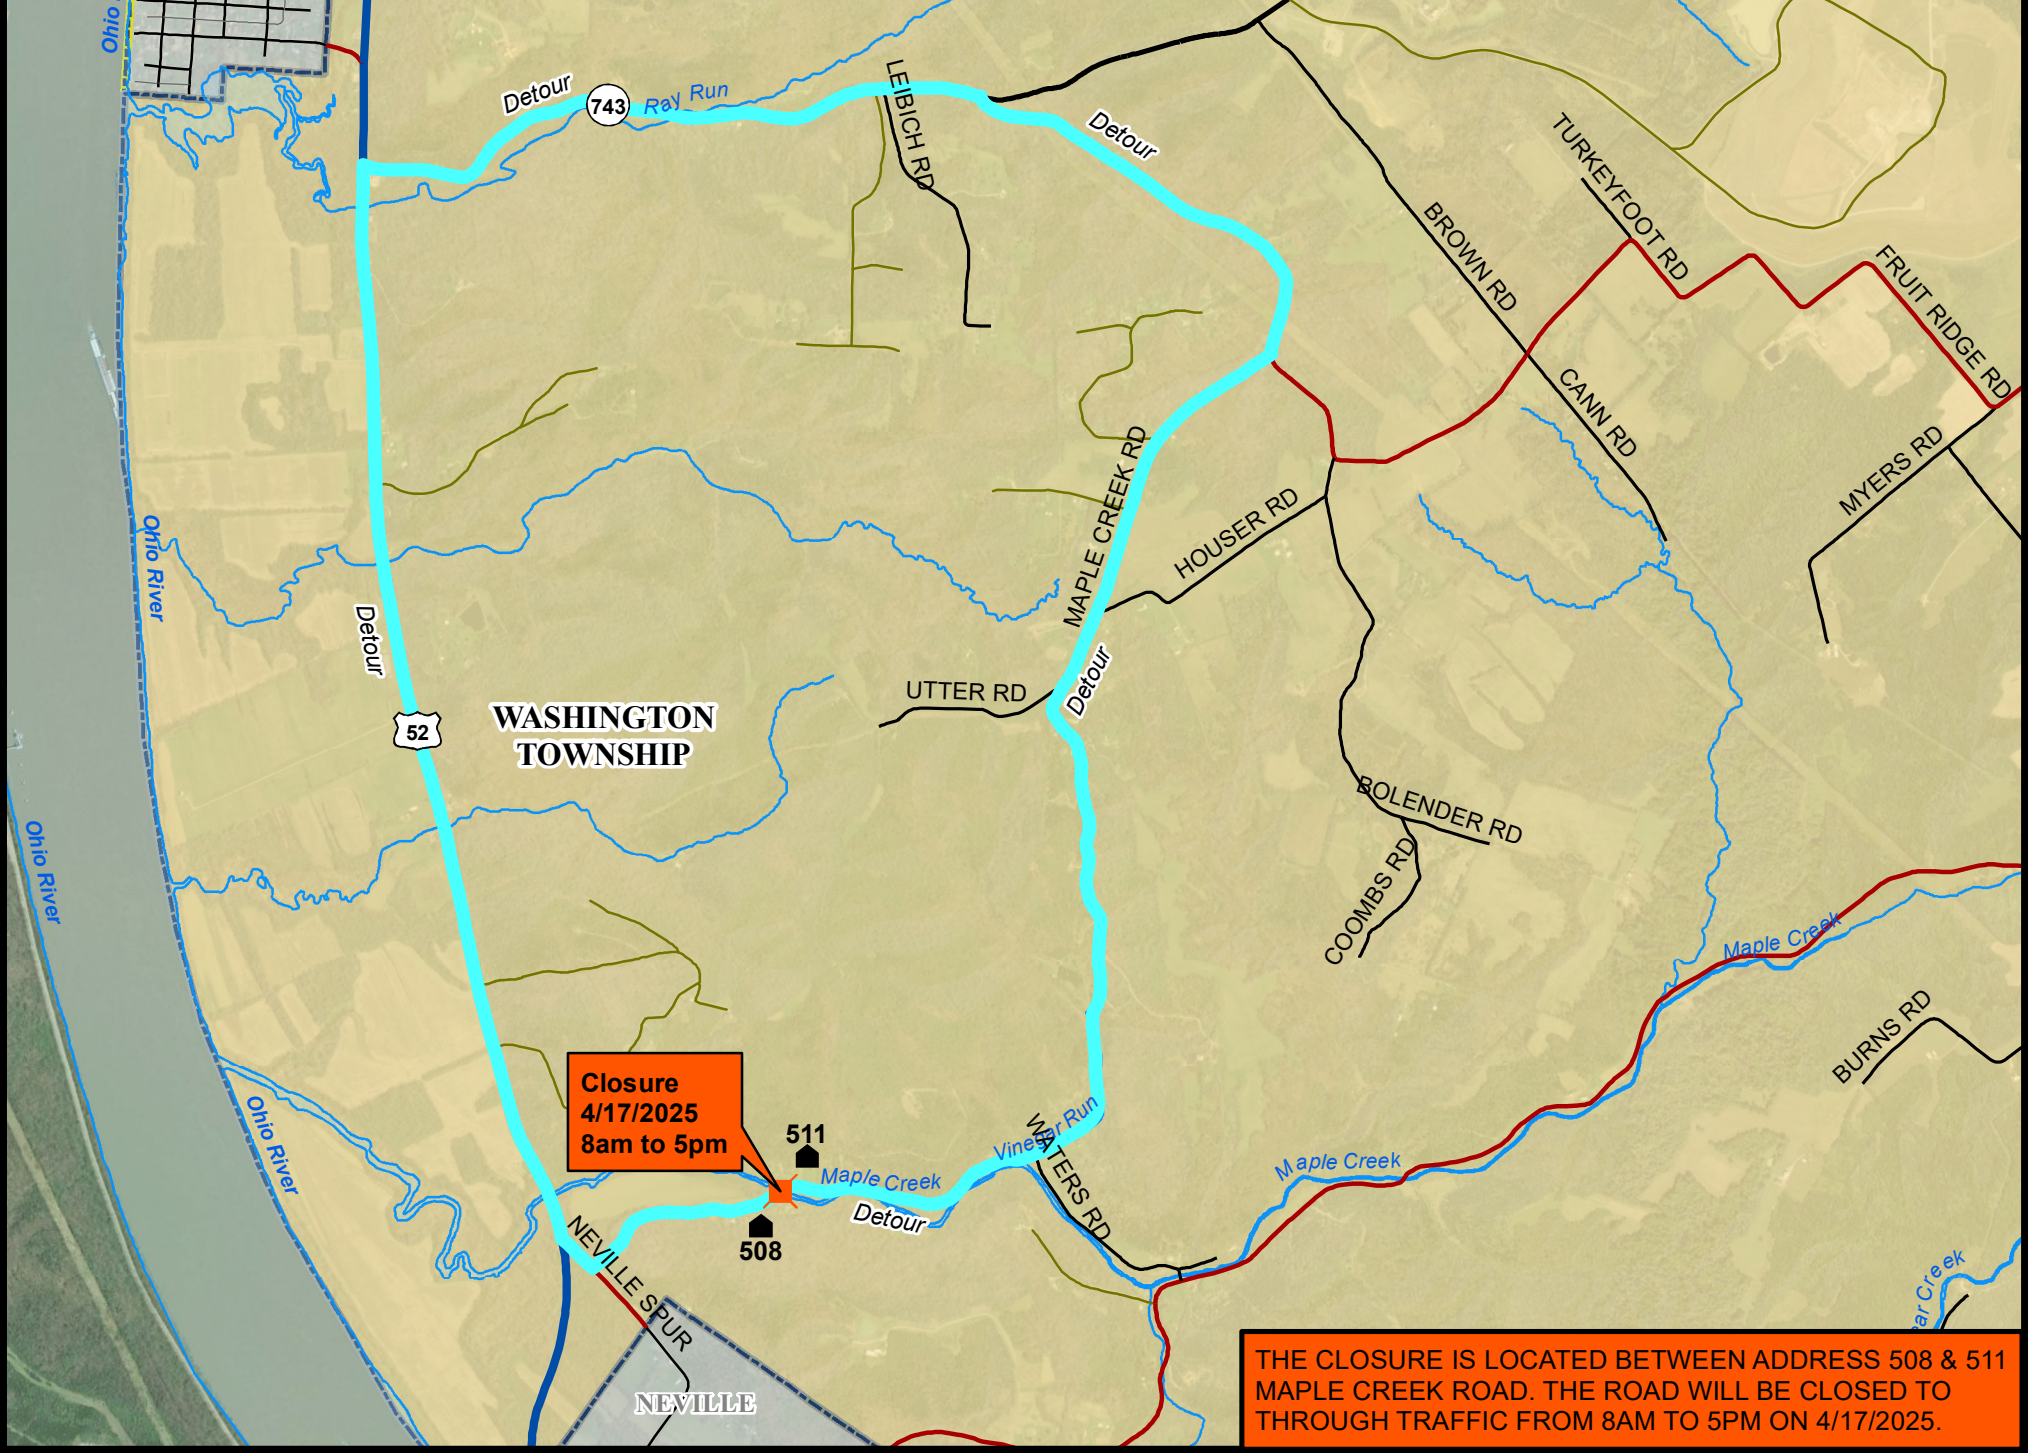 Ohio
Detour
743
Ray Run
LEIBICH RD
Detour
TURKEYFOOT RD
BROWN RD
FRUIT RIDGE RD
CANN RD
MYERS RD
MAPLE CREEK RD
HOUSER RD
Ohio River
Detour
Detour
UTTER RD
52
WASHINGTON
TOWNSHIP
BOLENDER RD
COOMBS RD
Ohio River
Maple Creek
BURNS RD
Closure
4/17/2025
8am to 5pm
511
Ohio River
Vinegar Run
WATERS RD
Maple Creek
Maple Creek
Detour
508
NEVILLE SPUR
ear Creek
NEVILLE
THE CLOSURE IS LOCATED BETWEEN ADDRESS 508 & 511
MAPLE CREEK ROAD. THE ROAD WILL BE CLOSED TO
THROUGH TRAFFIC FROM 8AM TO 5PM ON 4/17/2025.